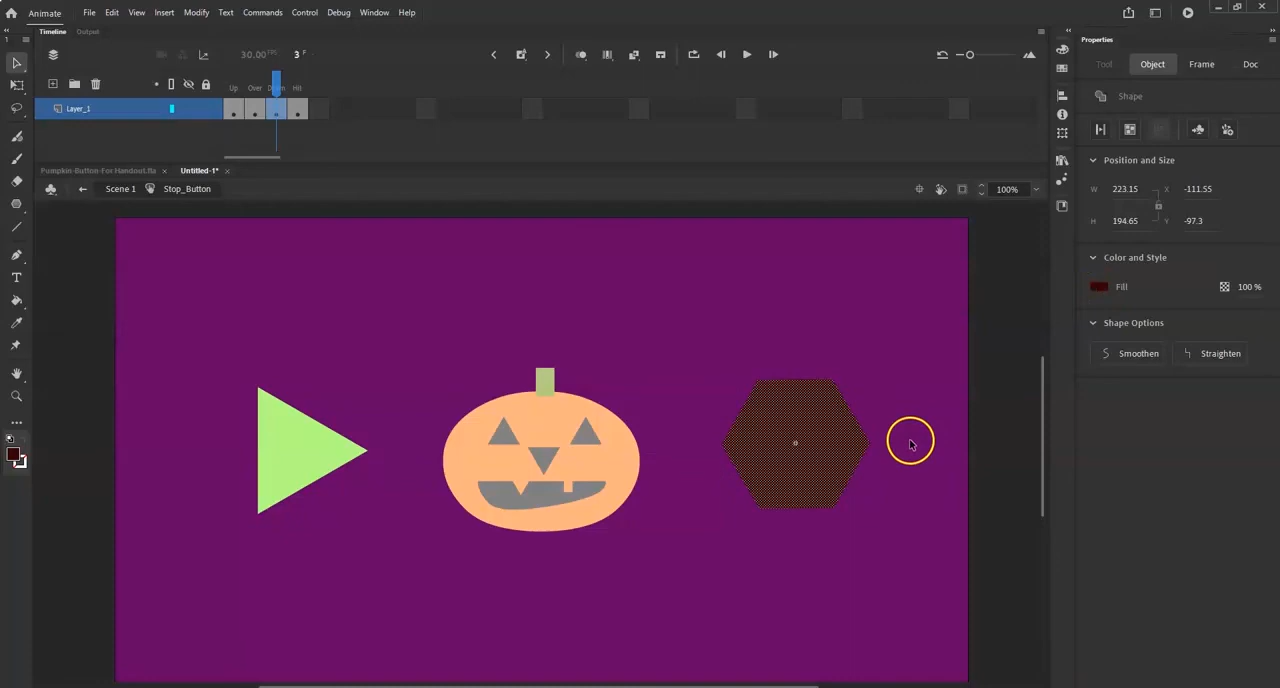 Animate File Edit View Insert Modify Text Commands Control Debug Window Help
Timeline Output
Properties
30.00 FPS 3 F
Tool Object Frame Doc
Up Over Hit
Shape
Layer_1
Position and Size
Pumpkin-Button-For Handout.fla × Untitled-1* ×
Scene 1 Stop_Button 100%
W 223.15 X -111.55
H 194.65 Y -97.3
Color and Style
Fill 100 %
Shape Options
Smoothen Straighten